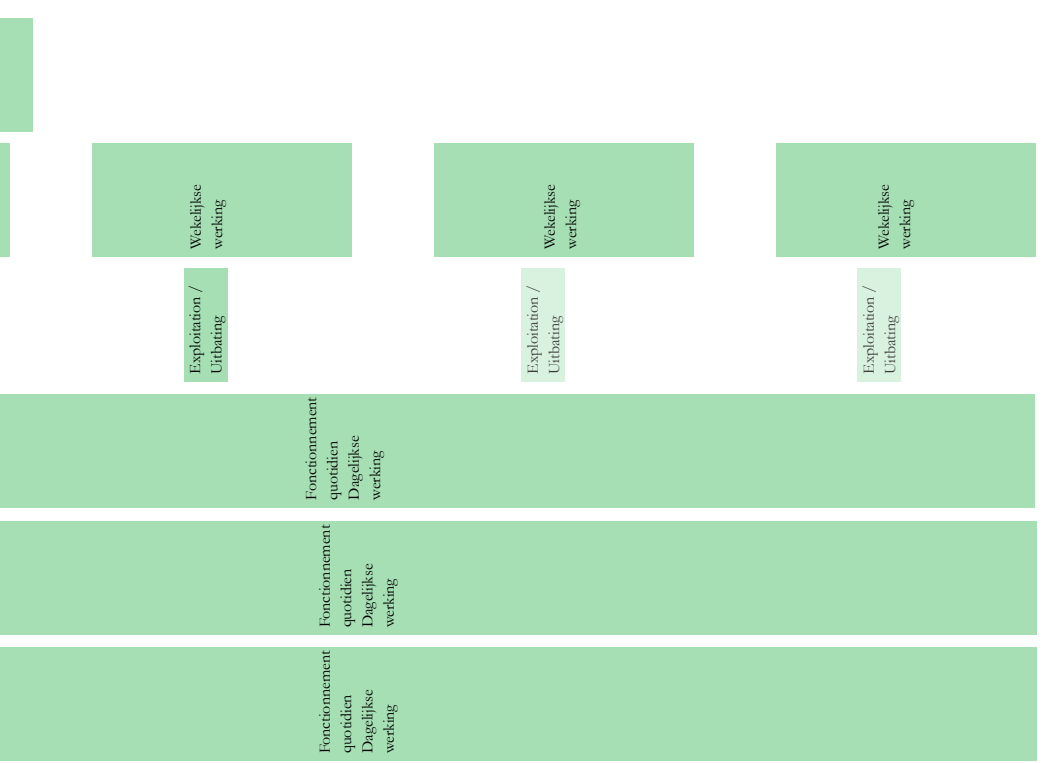 Wekelijkse
werking
Wekelijkse
werking
Wekelijkse
werking
Exploitation /
Uitbating
Exploitation /
Uitbating
Exploitation /
Uitbating
Fonctionnement
quotidien
Dagelijkse
werking
Fonctionnement
quotidien
Dagelijkse
werking
Fonctionnement
quotidien
Dagelijkse
werking